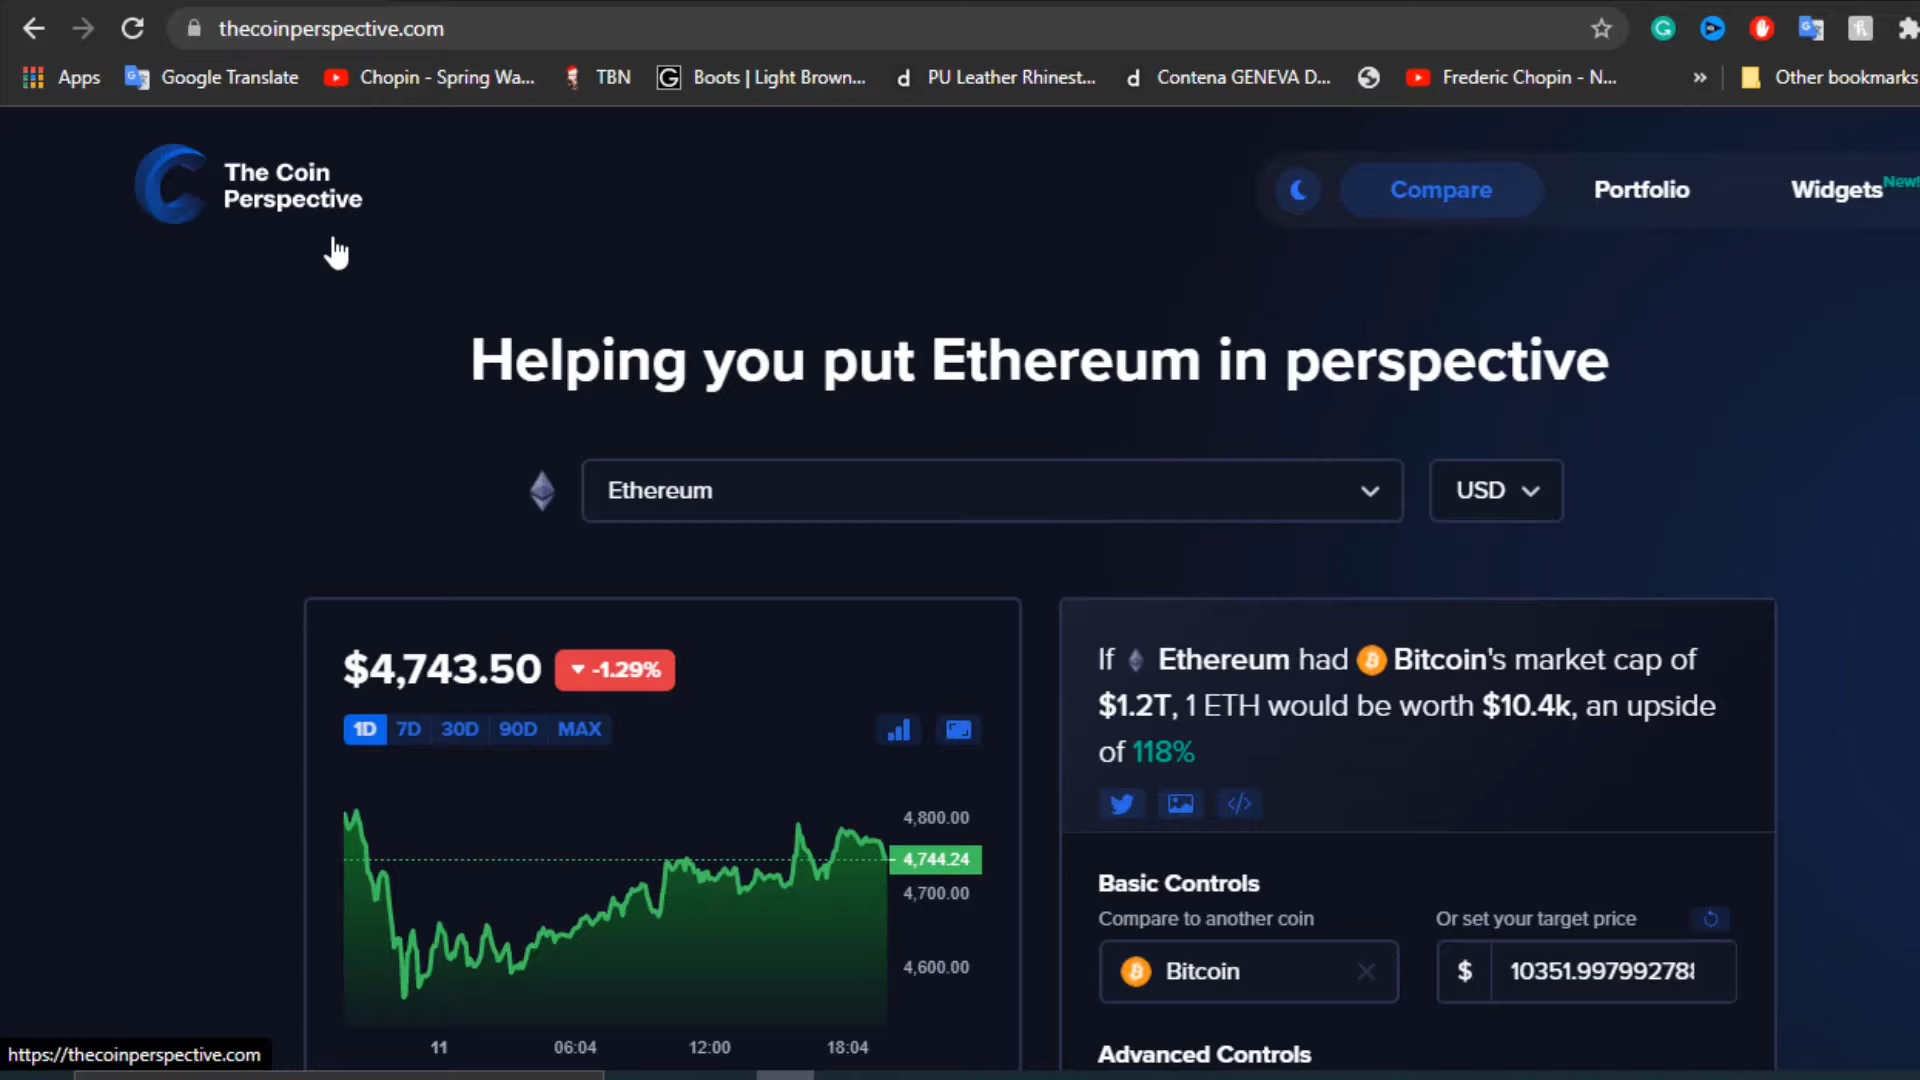 thecoinperspective.com
Apps
Google Translate
Chopin - Spring Wa...
TBN
Boots | Light Brown...
PU Leather Rhinest...
Contena GENEVA D...
Frederic Chopin - N...
»
Other bookmarks
The Coin
Perspective
Compare
Portfolio
Widgets New!
Helping you put Ethereum in perspective
Ethereum
USD
$4,743.50
-1.29%
1D 7D 30D 90D MAX
4,800.00
4,744.24
4,700.00
4,600.00
11 06:04 12:00 18:04
If Ethereum had Bitcoin's market cap of
$1.2T, 1 ETH would be worth $10.4k, an upside
of 118%
Basic Controls
Compare to another coin
Or set your target price
Bitcoin
$ 10351.997992788
Advanced Controls
https://thecoinperspective.com